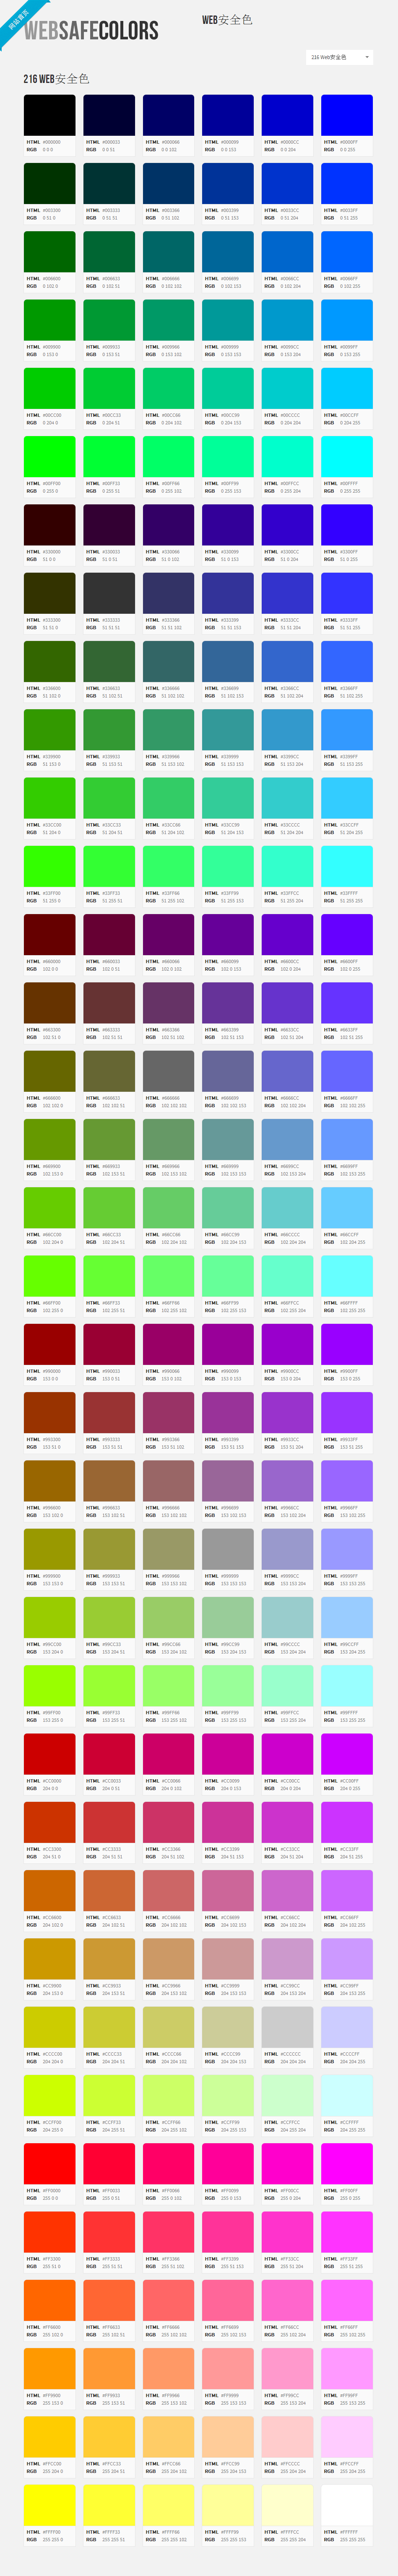 网站首页
WEBSAFECOLORS
WEB安全色
216 Web安全色
216 WEB安全色
HTML #000000 HTML #000033 HTML #000066 HTML #000099 HTML #0000CC HTML #0000FF
RGB 0 0 0 RGB 0 0 51 RGB 0 0 102 RGB 0 0 153 RGB 0 0 204 RGB 0 0 255
HTML #003300 HTML #003333 HTML #003366 HTML #003399 HTML #0033CC HTML #0033FF
RGB 0 51 0 RGB 0 51 51 RGB 0 51 102 RGB 0 51 153 RGB 0 51 204 RGB 0 51 255
HTML #006600 HTML #006633 HTML #006666 HTML #006699 HTML #0066CC HTML #0066FF
RGB 0 102 0 RGB 0 102 51 RGB 0 102 102 RGB 0 102 153 RGB 0 102 204 RGB 0 102 255
HTML #009900 HTML #009933 HTML #009966 HTML #009999 HTML #0099CC HTML #0099FF
RGB 0 153 0 RGB 0 153 51 RGB 0 153 102 RGB 0 153 153 RGB 0 153 204 RGB 0 153 255
HTML #00CC00 HTML #00CC33 HTML #00CC66 HTML #00CC99 HTML #00CCCC HTML #00CCFF
RGB 0 204 0 RGB 0 204 51 RGB 0 204 102 RGB 0 204 153 RGB 0 204 204 RGB 0 204 255
HTML #00FF00 HTML #00FF33 HTML #00FF66 HTML #00FF99 HTML #00FFCC HTML #00FFFF
RGB 0 255 0 RGB 0 255 51 RGB 0 255 102 RGB 0 255 153 RGB 0 255 204 RGB 0 255 255
HTML #330000 HTML #330033 HTML #330066 HTML #330099 HTML #3300CC HTML #3300FF
RGB 51 0 0 RGB 51 0 51 RGB 51 0 102 RGB 51 0 153 RGB 51 0 204 RGB 51 0 255
HTML #333300 HTML #333333 HTML #333366 HTML #333399 HTML #3333CC HTML #3333FF
RGB 51 51 0 RGB 51 51 51 RGB 51 51 102 RGB 51 51 153 RGB 51 51 204 RGB 51 51 255
HTML #336600 HTML #336633 HTML #336666 HTML #336699 HTML #3366CC HTML #3366FF
RGB 51 102 0 RGB 51 102 51 RGB 51 102 102 RGB 51 102 153 RGB 51 102 204 RGB 51 102 255
HTML #339900 HTML #339933 HTML #339966 HTML #339999 HTML #3399CC HTML #3399FF
RGB 51 153 0 RGB 51 153 51 RGB 51 153 102 RGB 51 153 153 RGB 51 153 204 RGB 51 153 255
HTML #33CC00 HTML #33CC33 HTML #33CC66 HTML #33CC99 HTML #33CCCC HTML #33CCFF
RGB 51 204 0 RGB 51 204 51 RGB 51 204 102 RGB 51 204 153 RGB 51 204 204 RGB 51 204 255
HTML #33FF00 HTML #33FF33 HTML #33FF66 HTML #33FF99 HTML #33FFCC HTML #33FFFF
RGB 51 255 0 RGB 51 255 51 RGB 51 255 102 RGB 51 255 153 RGB 51 255 204 RGB 51 255 255
HTML #660000 HTML #660033 HTML #660066 HTML #660099 HTML #6600CC HTML #6600FF
RGB 102 0 0 RGB 102 0 51 RGB 102 0 102 RGB 102 0 153 RGB 102 0 204 RGB 102 0 255
HTML #663300 HTML #663333 HTML #663366 HTML #663399 HTML #6633CC HTML #6633FF
RGB 102 51 0 RGB 102 51 51 RGB 102 51 102 RGB 102 51 153 RGB 102 51 204 RGB 102 51 255
HTML #666600 HTML #666633 HTML #666666 HTML #666699 HTML #6666CC HTML #6666FF
RGB 102 102 0 RGB 102 102 51 RGB 102 102 102 RGB 102 102 153 RGB 102 102 204 RGB 102 102 255
HTML #669900 HTML #669933 HTML #669966 HTML #669999 HTML #6699CC HTML #6699FF
RGB 102 153 0 RGB 102 153 51 RGB 102 153 102 RGB 102 153 153 RGB 102 153 204 RGB 102 153 255
HTML #66CC00 HTML #66CC33 HTML #66CC66 HTML #66CC99 HTML #66CCCC HTML #66CCFF
RGB 102 204 0 RGB 102 204 51 RGB 102 204 102 RGB 102 204 153 RGB 102 204 204 RGB 102 204 255
HTML #66FF00 HTML #66FF33 HTML #66FF66 HTML #66FF99 HTML #66FFCC HTML #66FFFF
RGB 102 255 0 RGB 102 255 51 RGB 102 255 102 RGB 102 255 153 RGB 102 255 204 RGB 102 255 255
HTML #990000 HTML #990033 HTML #990066 HTML #990099 HTML #9900CC HTML #9900FF
RGB 153 0 0 RGB 153 0 51 RGB 153 0 102 RGB 153 0 153 RGB 153 0 204 RGB 153 0 255
HTML #993300 HTML #993333 HTML #993366 HTML #993399 HTML #9933CC HTML #9933FF
RGB 153 51 0 RGB 153 51 51 RGB 153 51 102 RGB 153 51 153 RGB 153 51 204 RGB 153 51 255
HTML #996600 HTML #996633 HTML #996666 HTML #996699 HTML #9966CC HTML #9966FF
RGB 153 102 0 RGB 153 102 51 RGB 153 102 102 RGB 153 102 153 RGB 153 102 204 RGB 153 102 255
HTML #999900 HTML #999933 HTML #999966 HTML #999999 HTML #9999CC HTML #9999FF
RGB 153 153 0 RGB 153 153 51 RGB 153 153 102 RGB 153 153 153 RGB 153 153 204 RGB 153 153 255
HTML #99CC00 HTML #99CC33 HTML #99CC66 HTML #99CC99 HTML #99CCCC HTML #99CCFF
RGB 153 204 0 RGB 153 204 51 RGB 153 204 102 RGB 153 204 153 RGB 153 204 204 RGB 153 204 255
HTML #99FF00 HTML #99FF33 HTML #99FF66 HTML #99FF99 HTML #99FFCC HTML #99FFFF
RGB 153 255 0 RGB 153 255 51 RGB 153 255 102 RGB 153 255 153 RGB 153 255 204 RGB 153 255 255
HTML #CC0000 HTML #CC0033 HTML #CC0066 HTML #CC0099 HTML #CC00CC HTML #CC00FF
RGB 204 0 0 RGB 204 0 51 RGB 204 0 102 RGB 204 0 153 RGB 204 0 204 RGB 204 0 255
HTML #CC3300 HTML #CC3333 HTML #CC3366 HTML #CC3399 HTML #CC33CC HTML #CC33FF
RGB 204 51 0 RGB 204 51 51 RGB 204 51 102 RGB 204 51 153 RGB 204 51 204 RGB 204 51 255
HTML #CC6600 HTML #CC6633 HTML #CC6666 HTML #CC6699 HTML #CC66CC HTML #CC66FF
RGB 204 102 0 RGB 204 102 51 RGB 204 102 102 RGB 204 102 153 RGB 204 102 204 RGB 204 102 255
HTML #CC9900 HTML #CC9933 HTML #CC9966 HTML #CC9999 HTML #CC99CC HTML #CC99FF
RGB 204 153 0 RGB 204 153 51 RGB 204 153 102 RGB 204 153 153 RGB 204 153 204 RGB 204 153 255
HTML #CCCC00 HTML #CCCC33 HTML #CCCC66 HTML #CCCC99 HTML #CCCCCC HTML #CCCCFF
RGB 204 204 0 RGB 204 204 51 RGB 204 204 102 RGB 204 204 153 RGB 204 204 204 RGB 204 204 255
HTML #CCFF00 HTML #CCFF33 HTML #CCFF66 HTML #CCFF99 HTML #CCFFCC HTML #CCFFFF
RGB 204 255 0 RGB 204 255 51 RGB 204 255 102 RGB 204 255 153 RGB 204 255 204 RGB 204 255 255
HTML #FF0000 HTML #FF0033 HTML #FF0066 HTML #FF0099 HTML #FF00CC HTML #FF00FF
RGB 255 0 0 RGB 255 0 51 RGB 255 0 102 RGB 255 0 153 RGB 255 0 204 RGB 255 0 255
HTML #FF3300 HTML #FF3333 HTML #FF3366 HTML #FF3399 HTML #FF33CC HTML #FF33FF
RGB 255 51 0 RGB 255 51 51 RGB 255 51 102 RGB 255 51 153 RGB 255 51 204 RGB 255 51 255
HTML #FF6600 HTML #FF6633 HTML #FF6666 HTML #FF6699 HTML #FF66CC HTML #FF66FF
RGB 255 102 0 RGB 255 102 51 RGB 255 102 102 RGB 255 102 153 RGB 255 102 204 RGB 255 102 255
HTML #FF9900 HTML #FF9933 HTML #FF9966 HTML #FF9999 HTML #FF99CC HTML #FF99FF
RGB 255 153 0 RGB 255 153 51 RGB 255 153 102 RGB 255 153 153 RGB 255 153 204 RGB 255 153 255
HTML #FFCC00 HTML #FFCC33 HTML #FFCC66 HTML #FFCC99 HTML #FFCCCC HTML #FFCCFF
RGB 255 204 0 RGB 255 204 51 RGB 255 204 102 RGB 255 204 153 RGB 255 204 204 RGB 255 204 255
HTML #FFFF00 HTML #FFFF33 HTML #FFFF66 HTML #FFFF99 HTML #FFFFCC HTML #FFFFFF
RGB 255 255 0 RGB 255 255 51 RGB 255 255 102 RGB 255 255 153 RGB 255 255 204 RGB 255 255 255